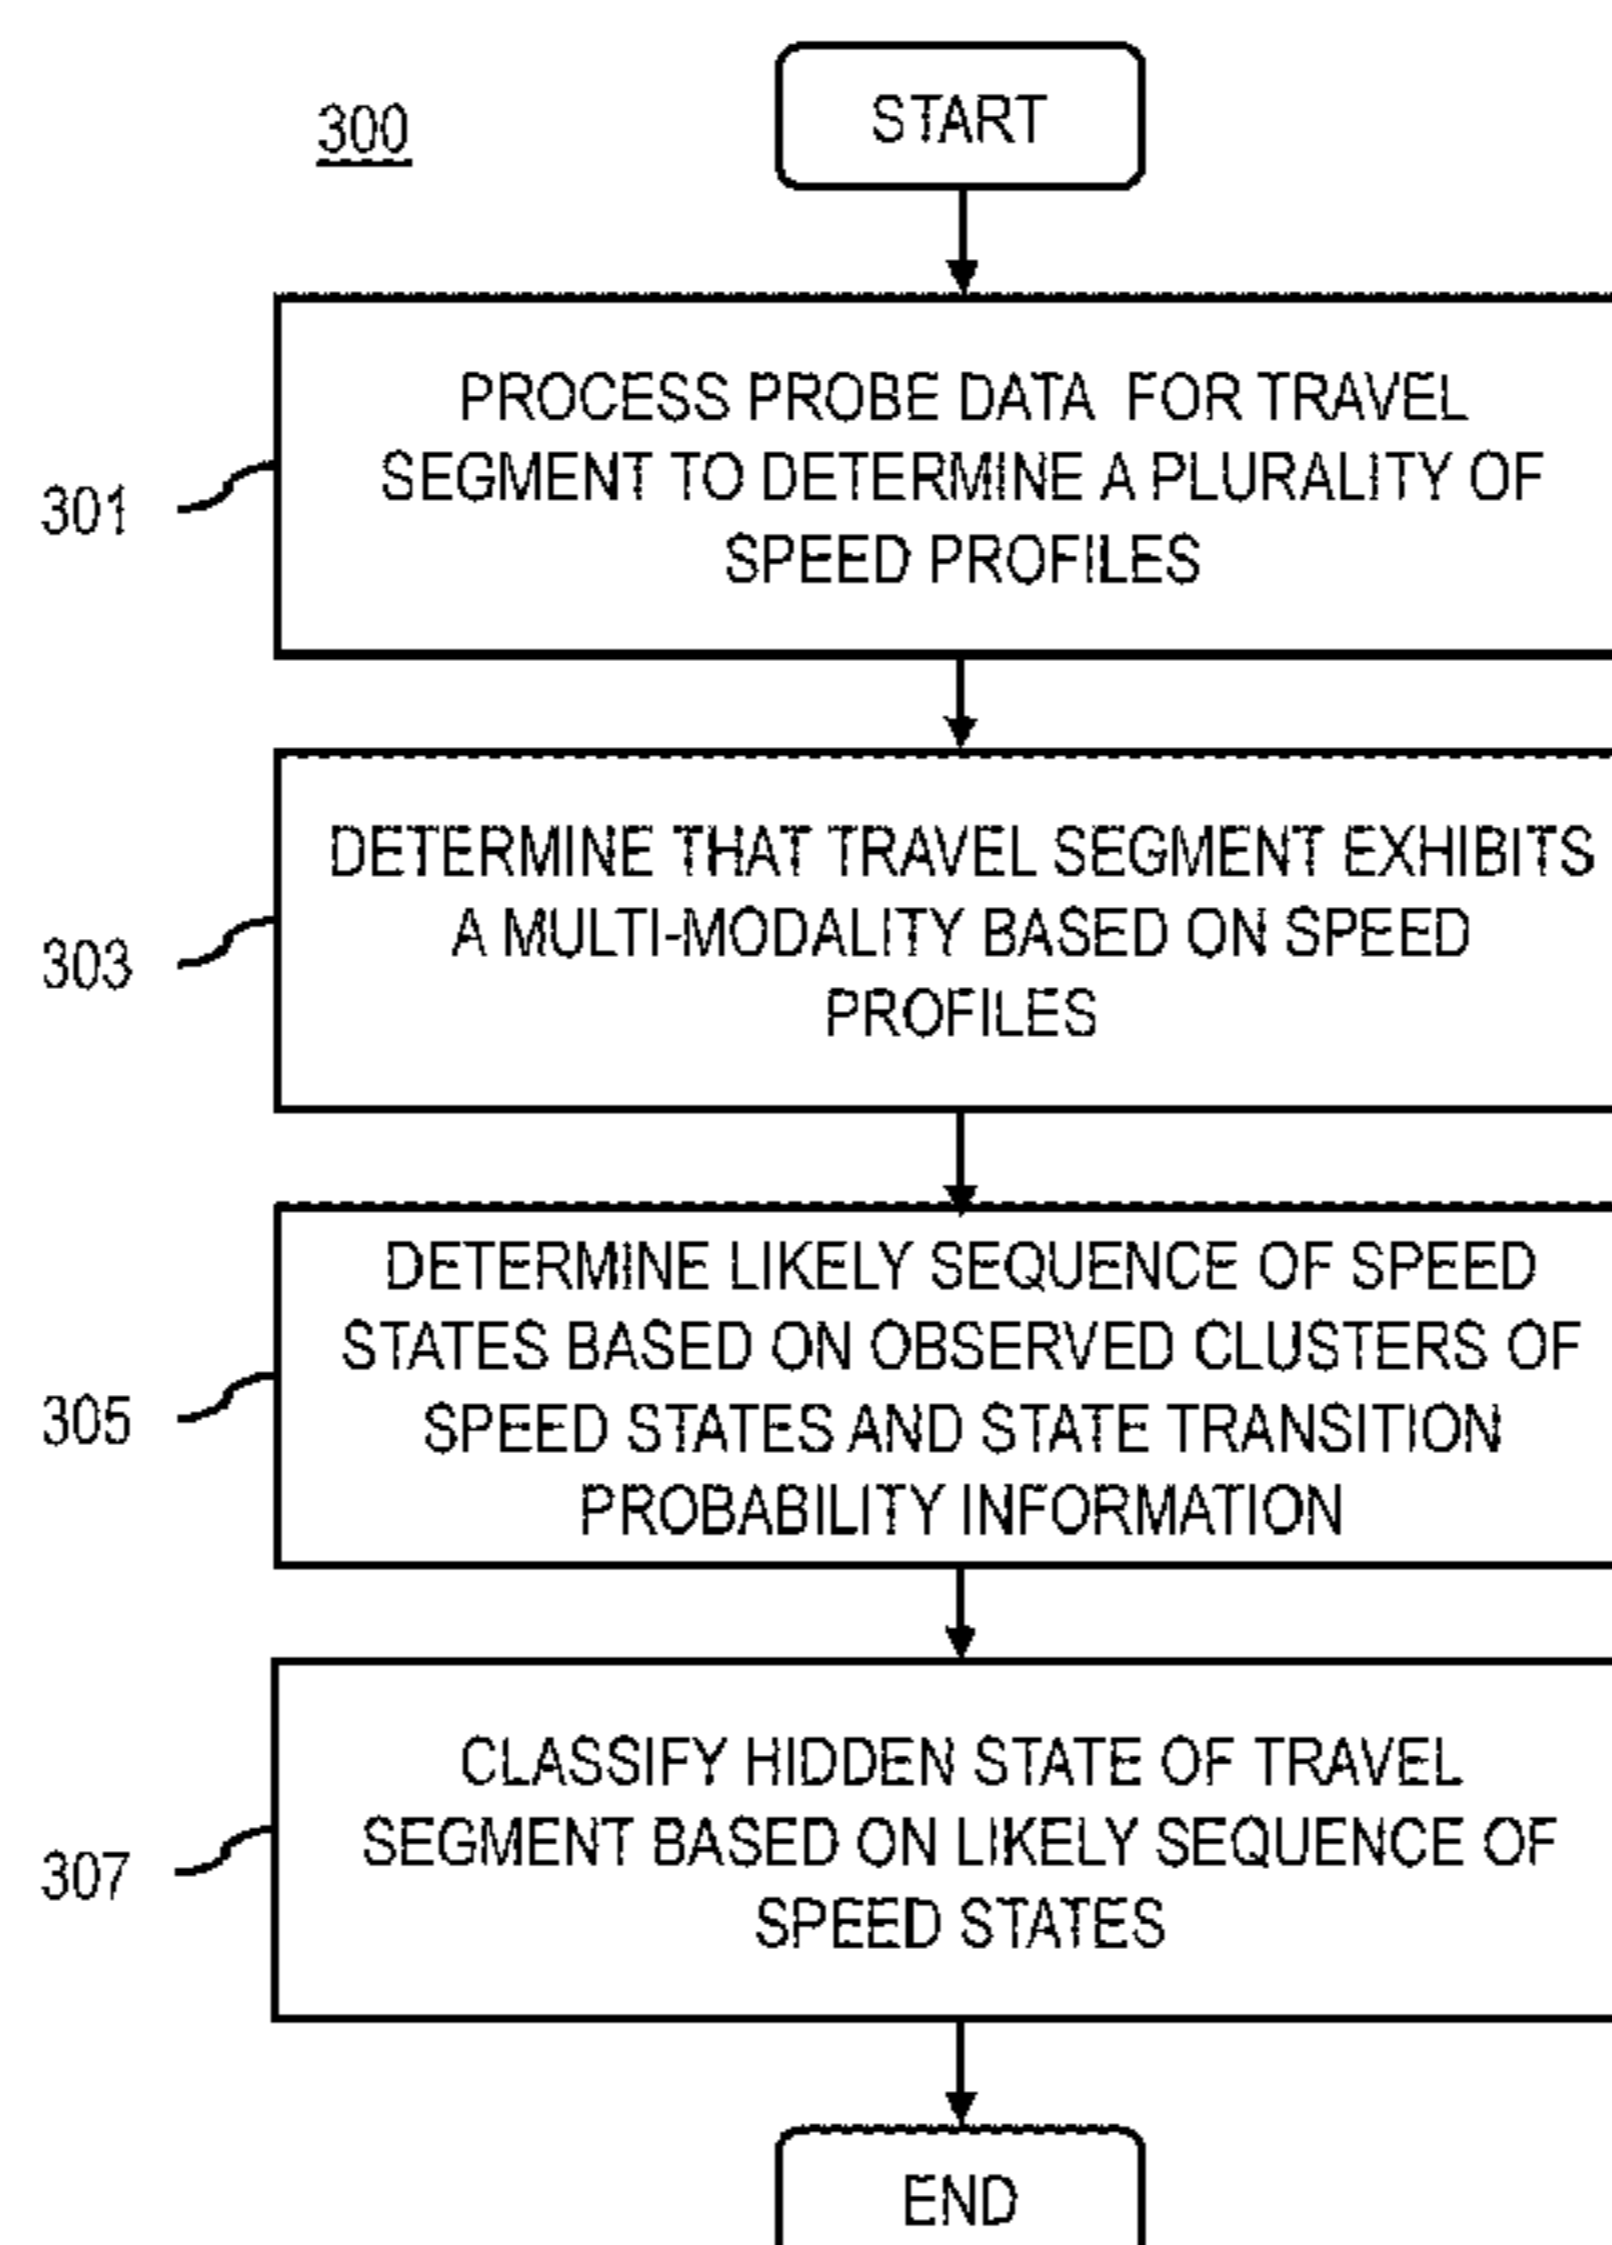 300
START
PROCESS PROBE DATA FOR TRAVEL
SEGMENT TO DETERMINE A PLURALITY OF
SPEED PROFILES
301
DETERMINE THAT TRAVEL SEGMENT EXHIBITS
A MULTI-MODALITY BASED ON SPEED
PROFILES
303
DETERMINE LIKELY SEQUENCE OF SPEED
STATES BASED ON OBSERVED CLUSTERS OF
SPEED STATES AND STATE TRANSITION
PROBABILITY INFORMATION
305
CLASSIFY HIDDEN STATE OF TRAVEL
SEGMENT BASED ON LIKELY SEQUENCE OF
SPEED STATES
307
END